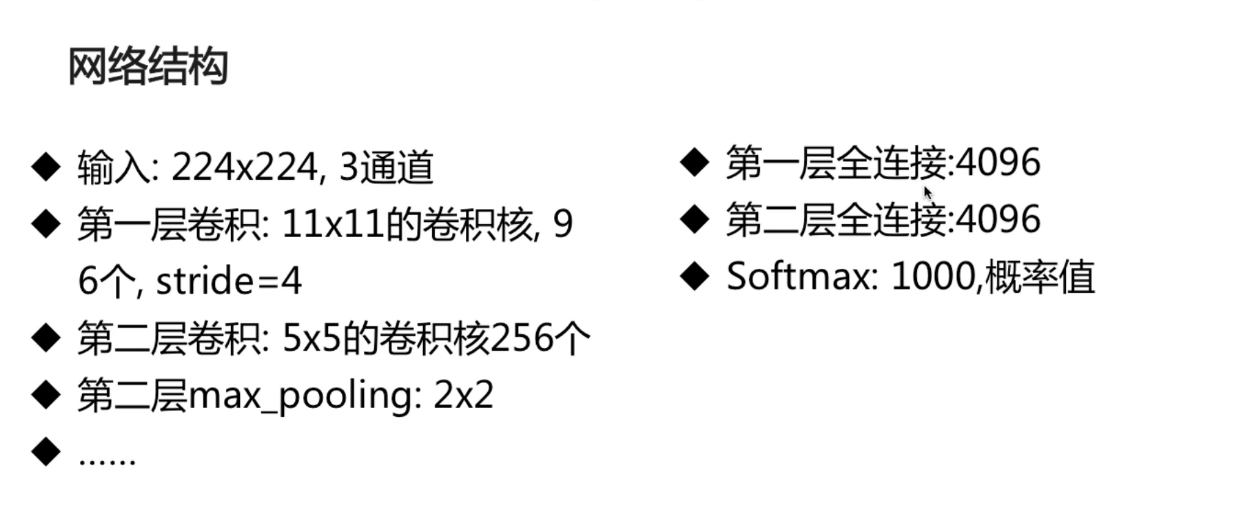 网络结构
输入: 224x224, 3通道
第一层卷积: 11x11的卷积核, 9
6个, stride=4
第二层卷积: 5x5的卷积核256个
第二层max_pooling: 2x2
......
第一层全连接:4096
第二层全连接:4096
Softmax: 1000,概率值